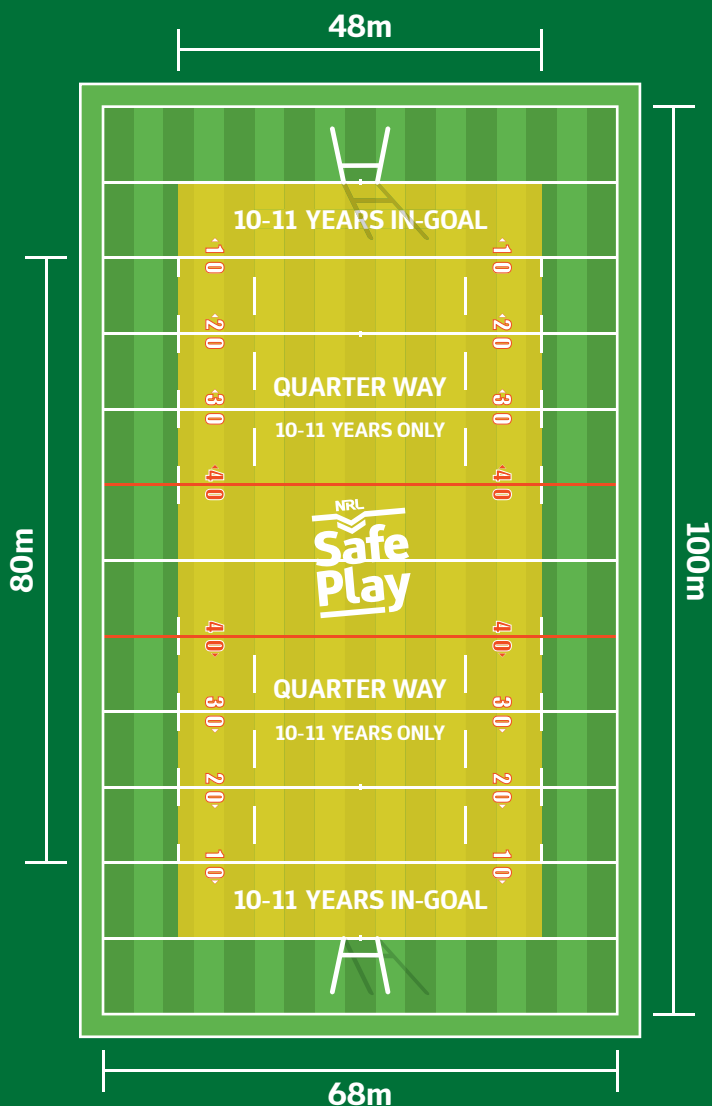 48m
10-11 YEARS IN-GOAL
10 10
20 20
QUARTER WAY
30 30
10-11 YEARS ONLY
40 40
NRL
Safe
Play
80m
100m
40 40
QUARTER WAY
30 30
10-11 YEARS ONLY
20 20
10 10
10-11 YEARS IN-GOAL
68m